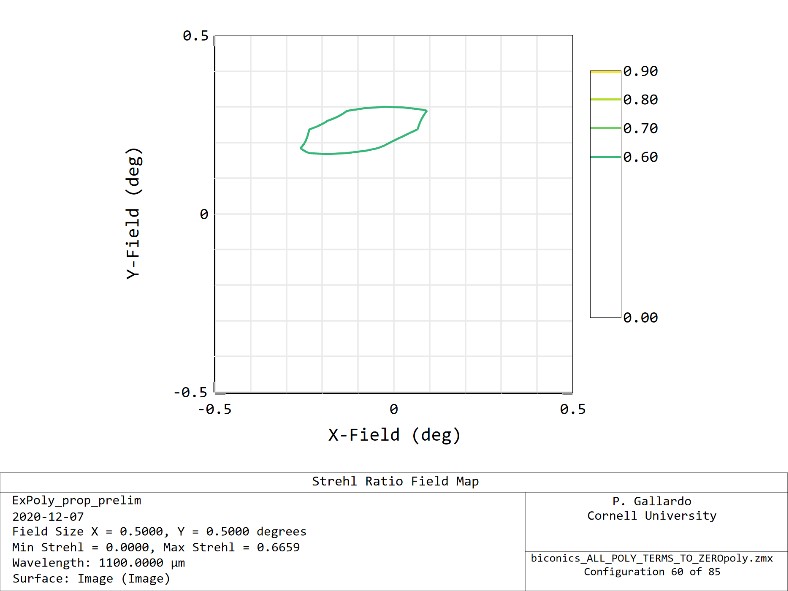 0.5
0
-0.5
-0.5
0
0.5
Y-Field (deg)
X-Field (deg)
0.90
0.80
0.70
0.60
0.00
Strehl Ratio Field Map
ExPoly_prop_prelim
2020-12-07
Field Size X = 0.5000, Y = 0.5000 degrees
Min Strehl = 0.0000, Max Strehl = 0.6659
Wavelength: 1100.0000 µm
Surface: Image (Image)
P. Gallardo
Cornell University
biconics_ALL_POLY_TERMS_TO_ZEROpoly.zmx
Configuration 60 of 85